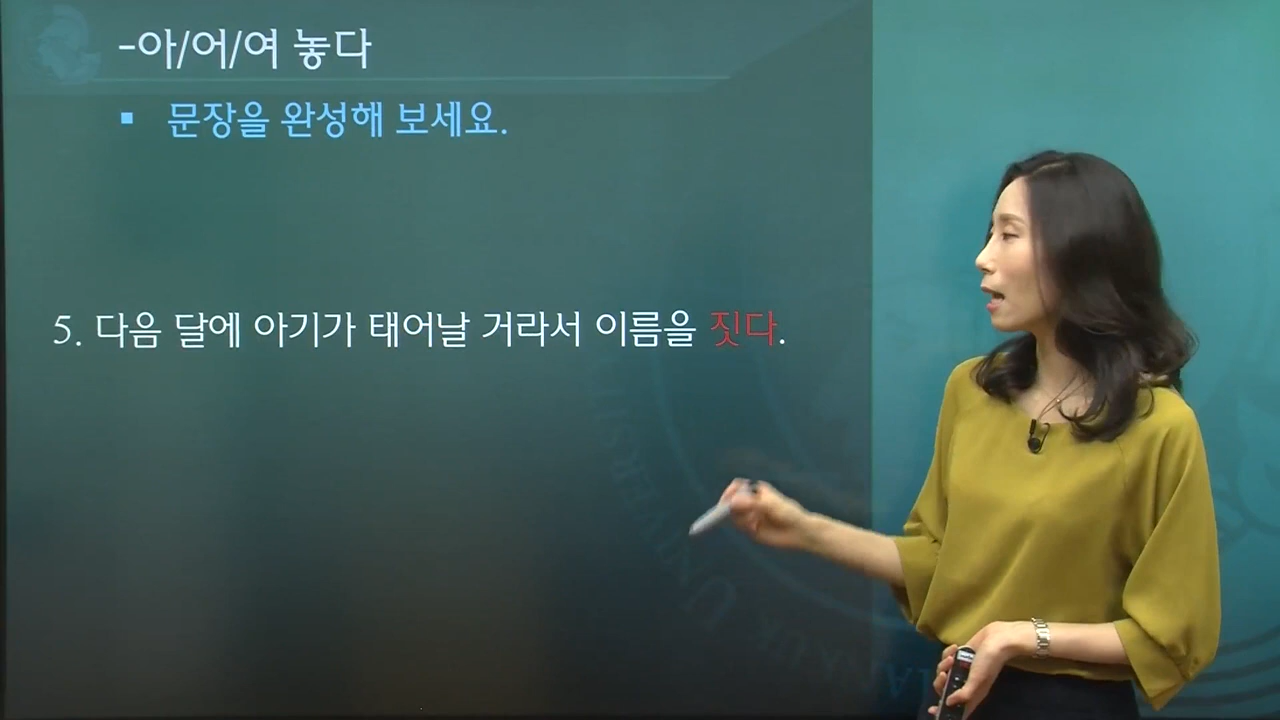 -아/어/여 놓다
▪ 문장을 완성해 보세요.
5. 다음 달에 아기가 태어날 거라서 이름을 짓다.